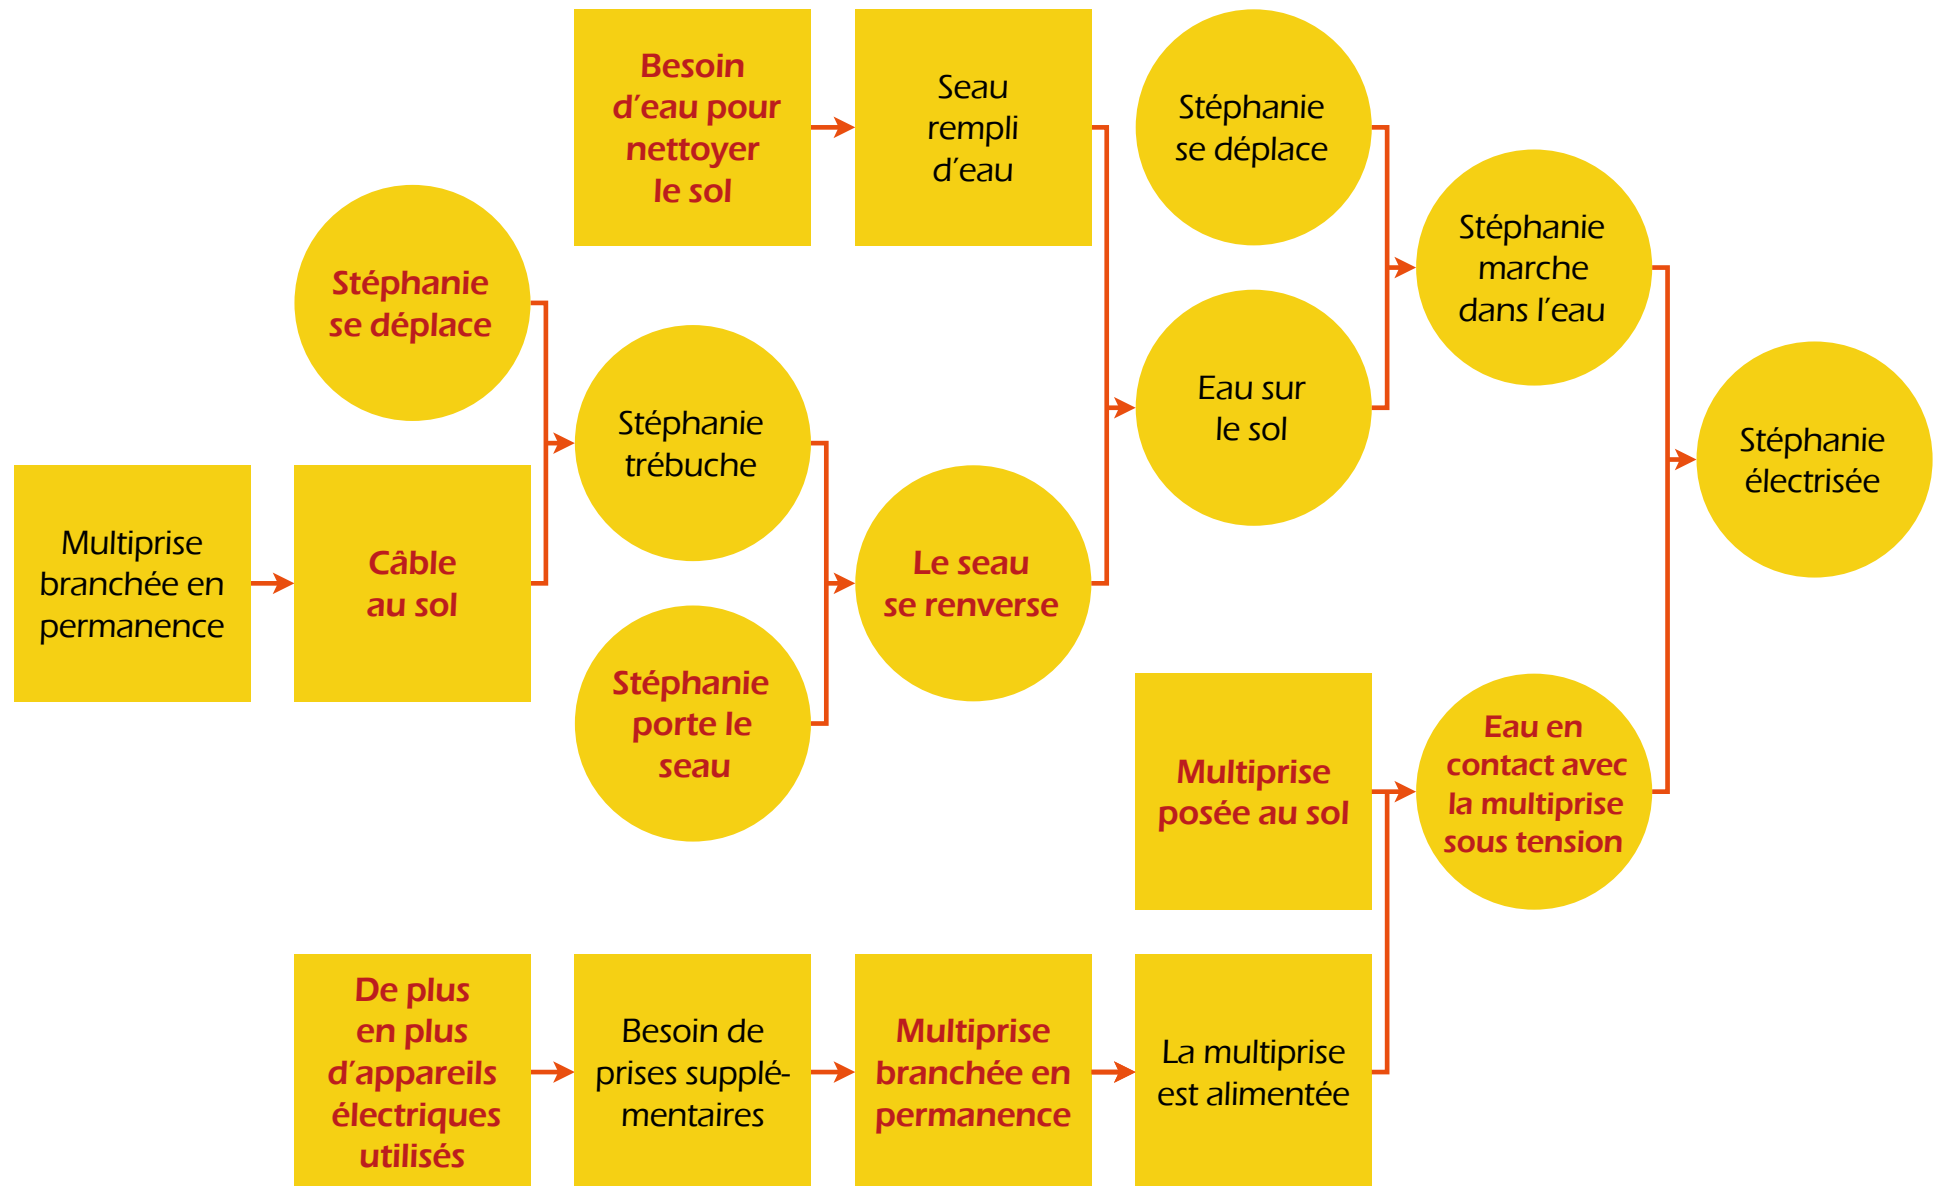 Besoin
d'eau pour
nettoyer
le sol
Seau
rempli
d'eau
Stéphanie
se déplace
Stéphanie
marche
dans l'eau
Stéphanie
se déplace
Stéphanie
trébuche
Eau sur
le sol
Stéphanie
électrisée
Multiprise
branchée en
permanence
Câble
au sol
Le seau
se renverse
Stéphanie
porte le
seau
Multiprise
posée au sol
Eau en
contact avec
la multiprise
sous tension
De plus
en plus
d'appareils
électriques
utilisés
Besoin de
prises supplé-
mentaires
Multiprise
branchée en
permanence
La multiprise
est alimentée